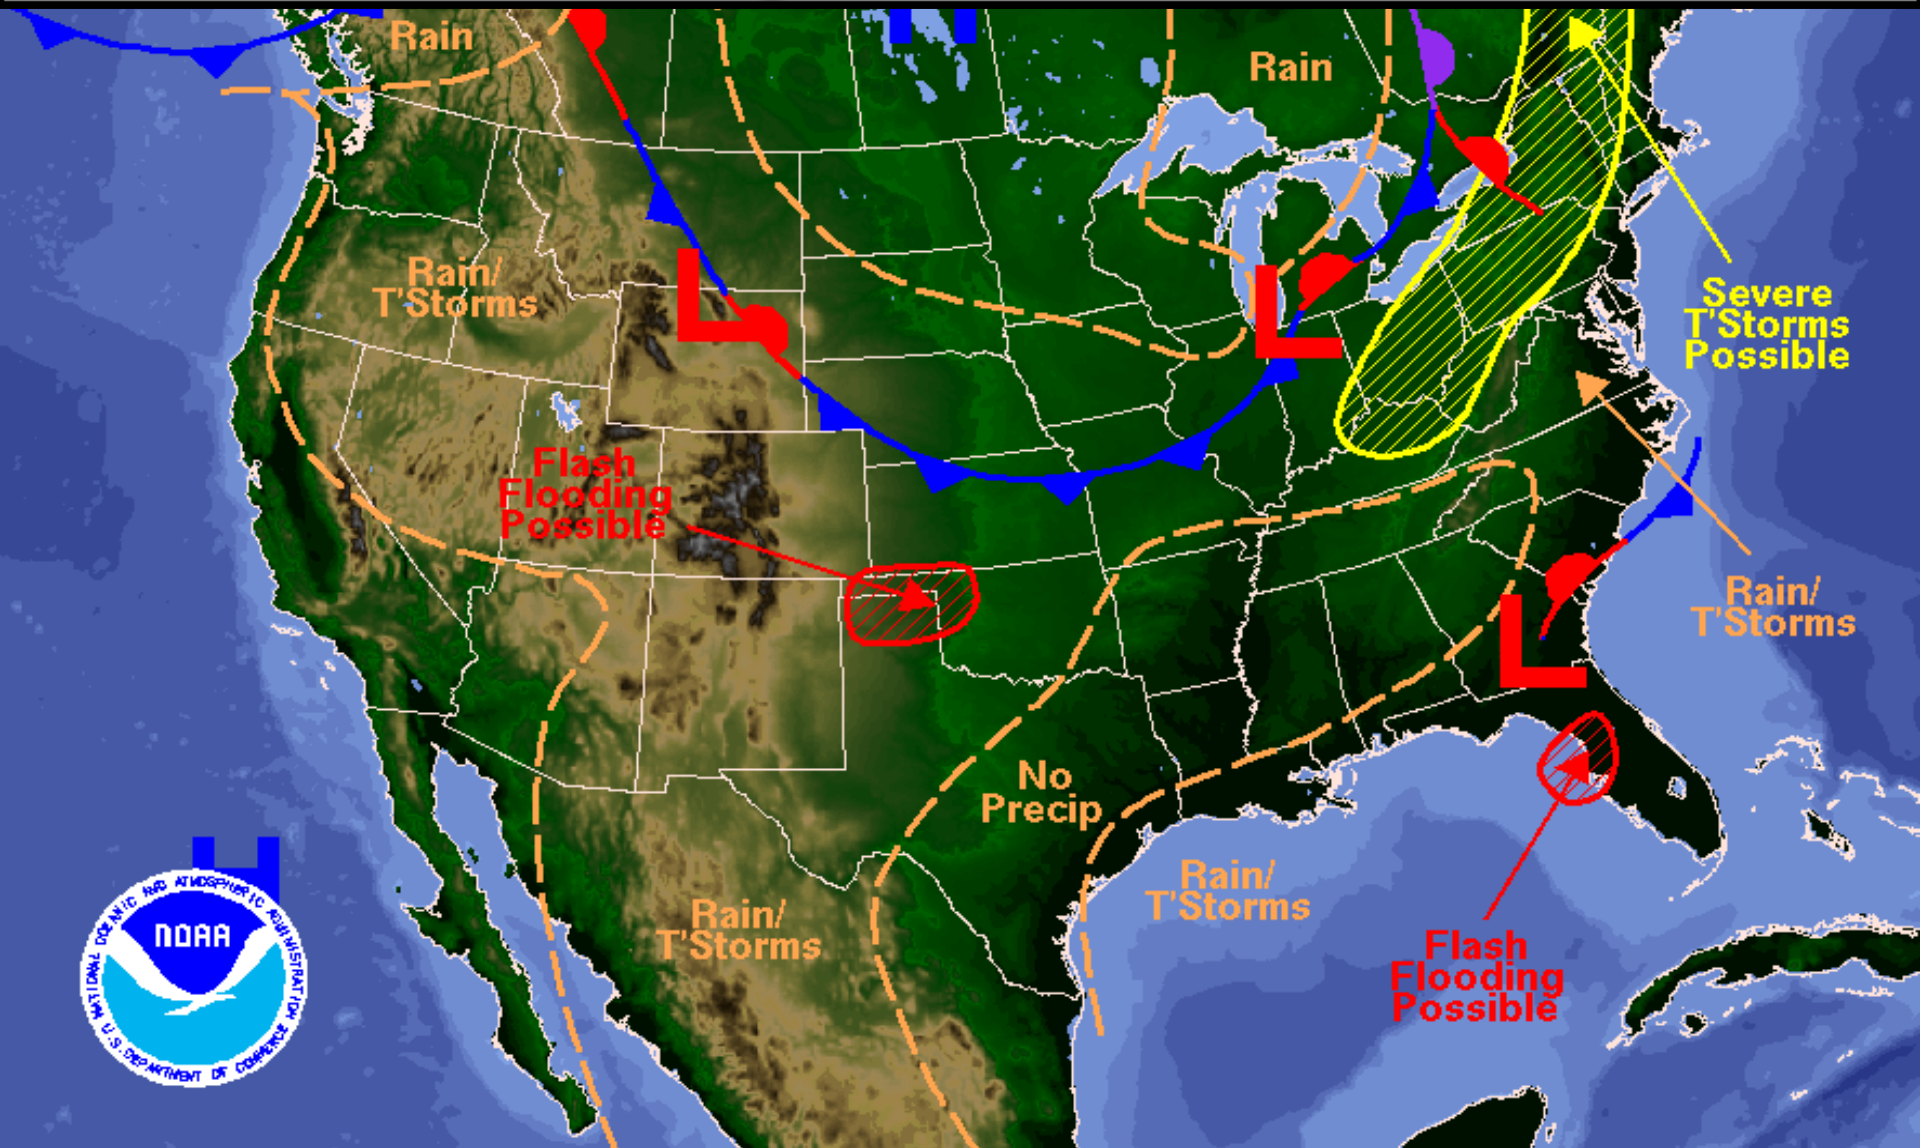 Rain
Rain
H
Rain/
T'Storms
L
L
Severe
T'Storms
Possible
Flash
Flooding
Possible
Rain/
T'Storms
L
No
Precip
H
Rain/
T'Storms
Rain/
T'Storms
Flash
Flooding
Possible
NATIONAL OCEANIC AND ATMOSPHERIC ADMINISTRATION
NOAA
U.S. DEPARTMENT OF COMMERCE